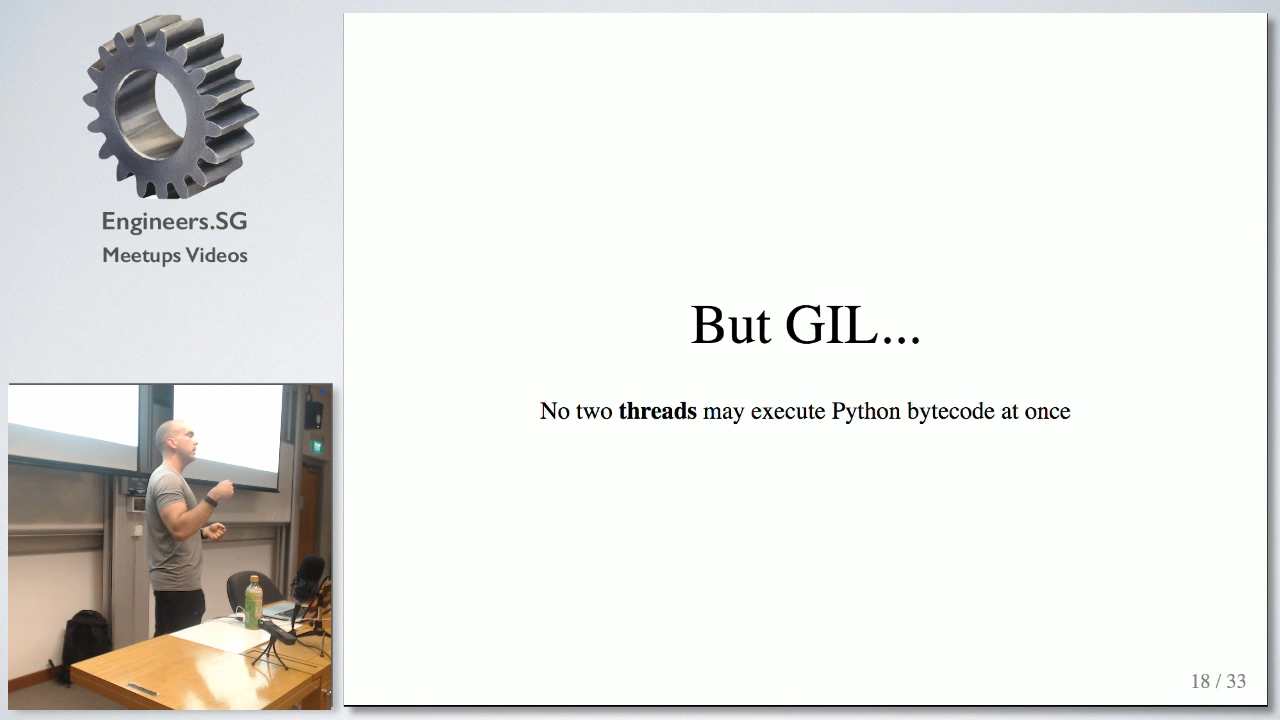 Engineers.SG
Meetups Videos
But GIL...
No two threads may execute Python bytecode at once
18 / 33